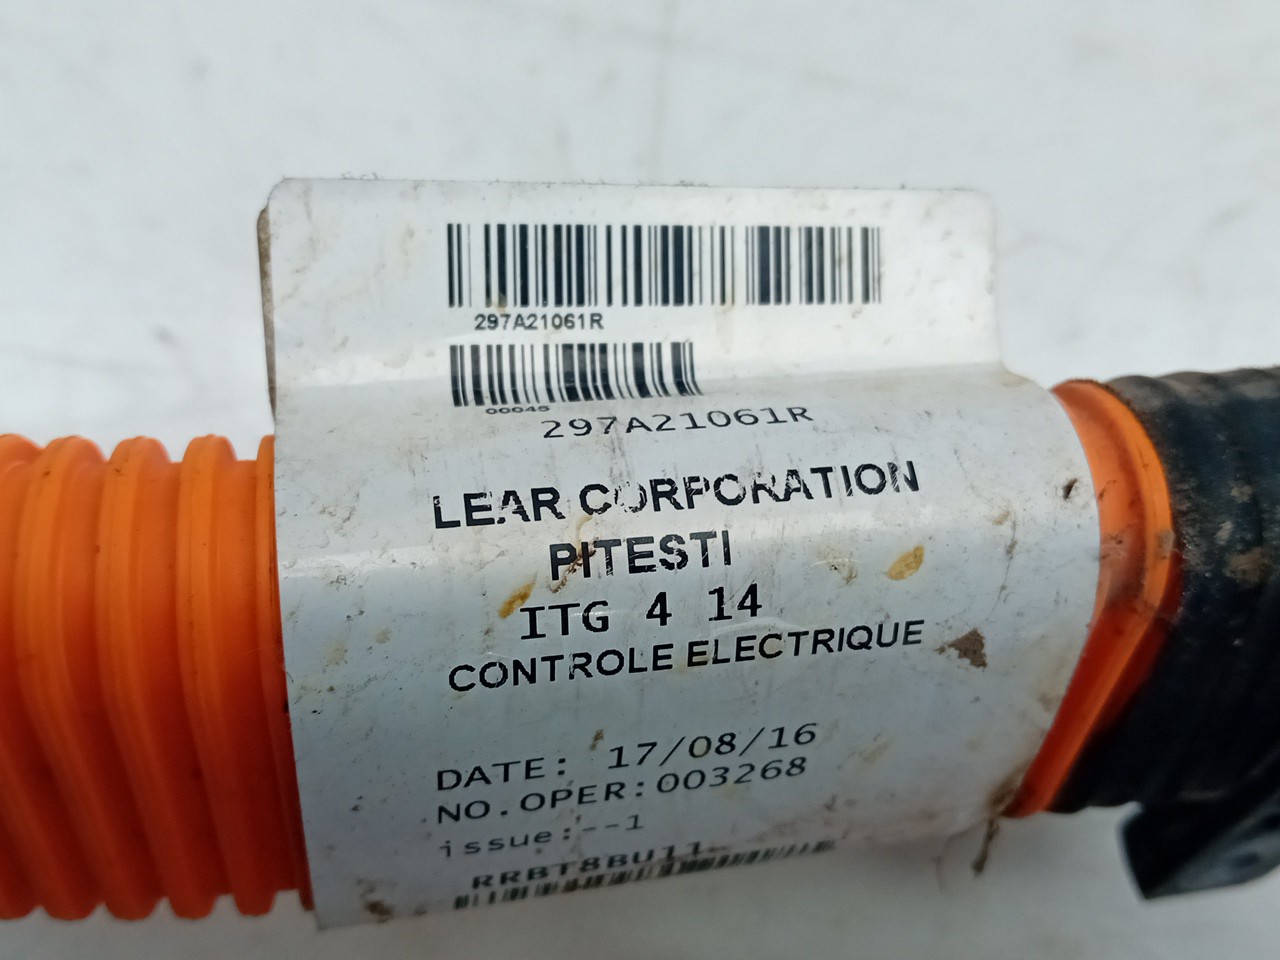 297A21061R
00045
297A21061R
LEAR CORPORATION
PITESTI
ITG 4 14
CONTROLE ELECTRIQUE
DATE: 17/08/16
NO.OPER:003268
issue:--1
RRBT8BU11